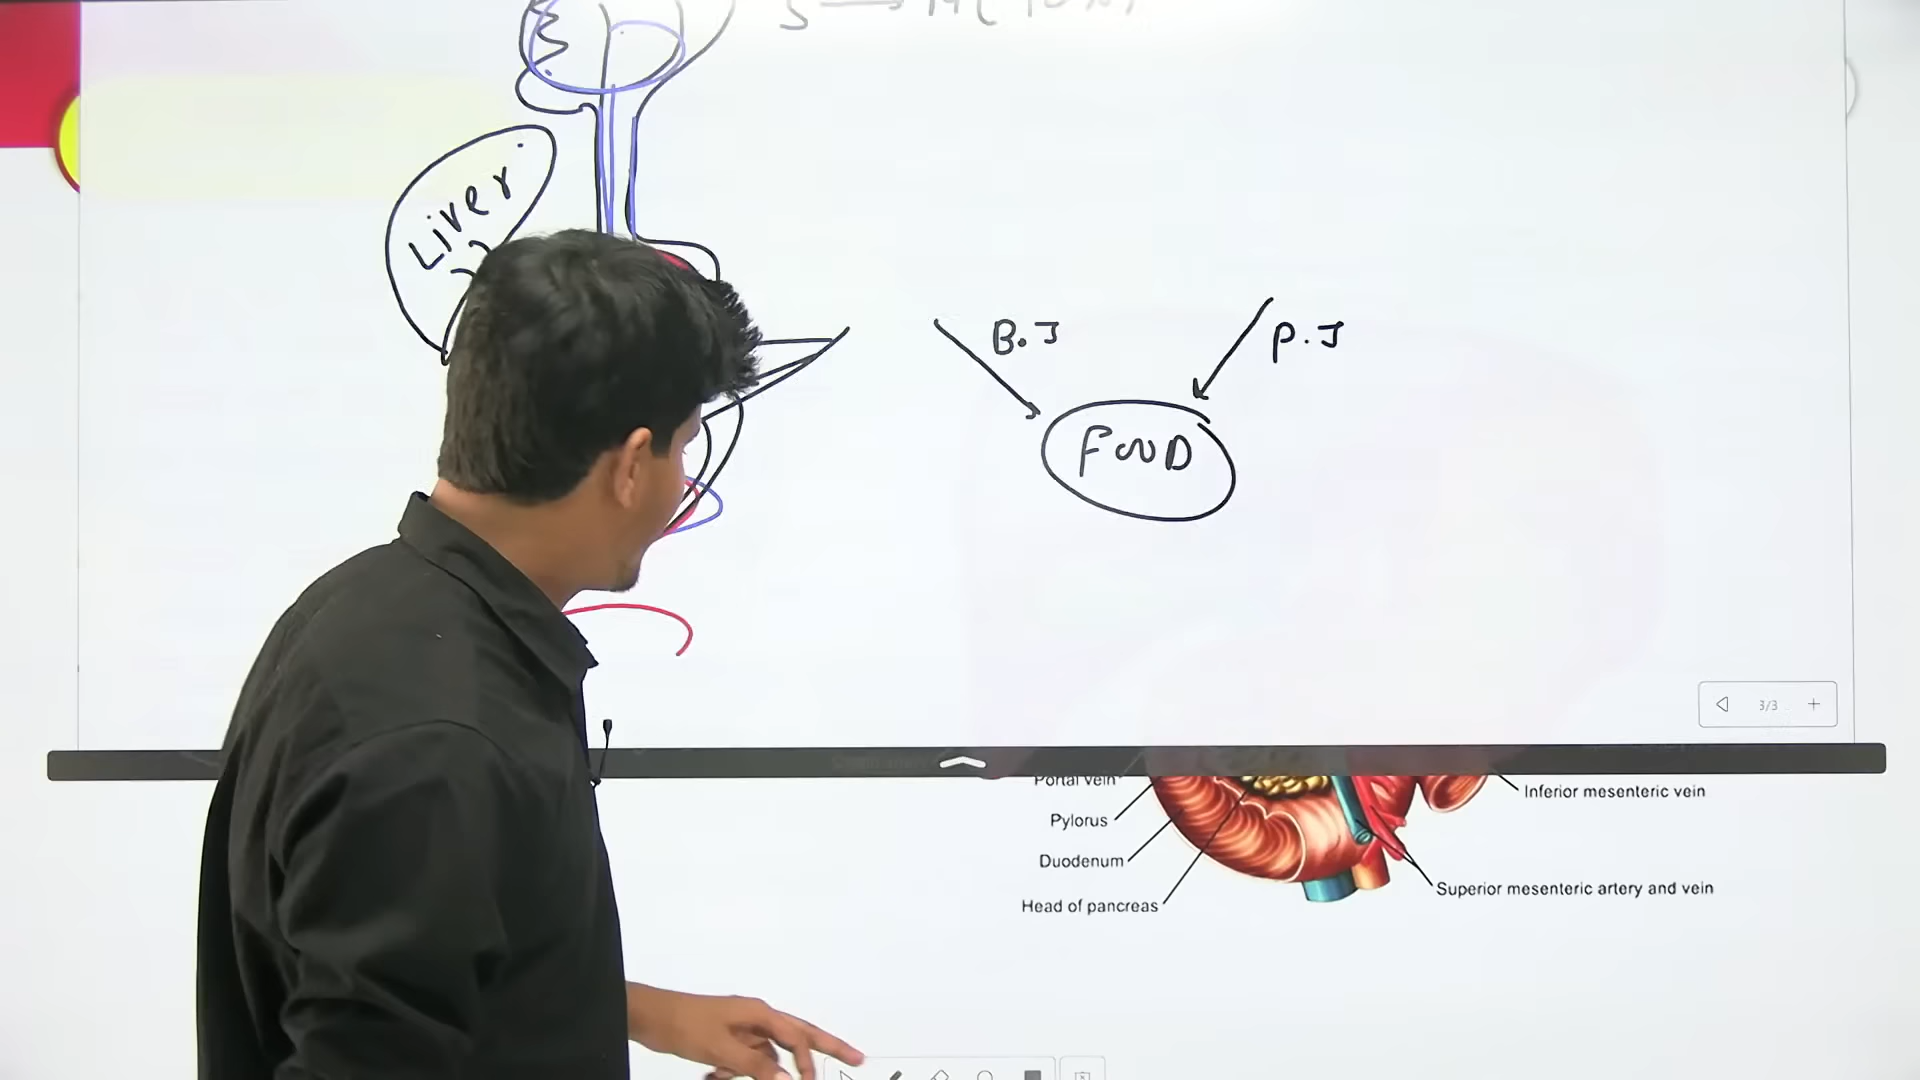 Liver
B.J
P.J
FOOD
3/3
Portal vein
Pylorus
Duodenum
Head of pancreas
Inferior mesenteric vein
Superior mesenteric artery and vein